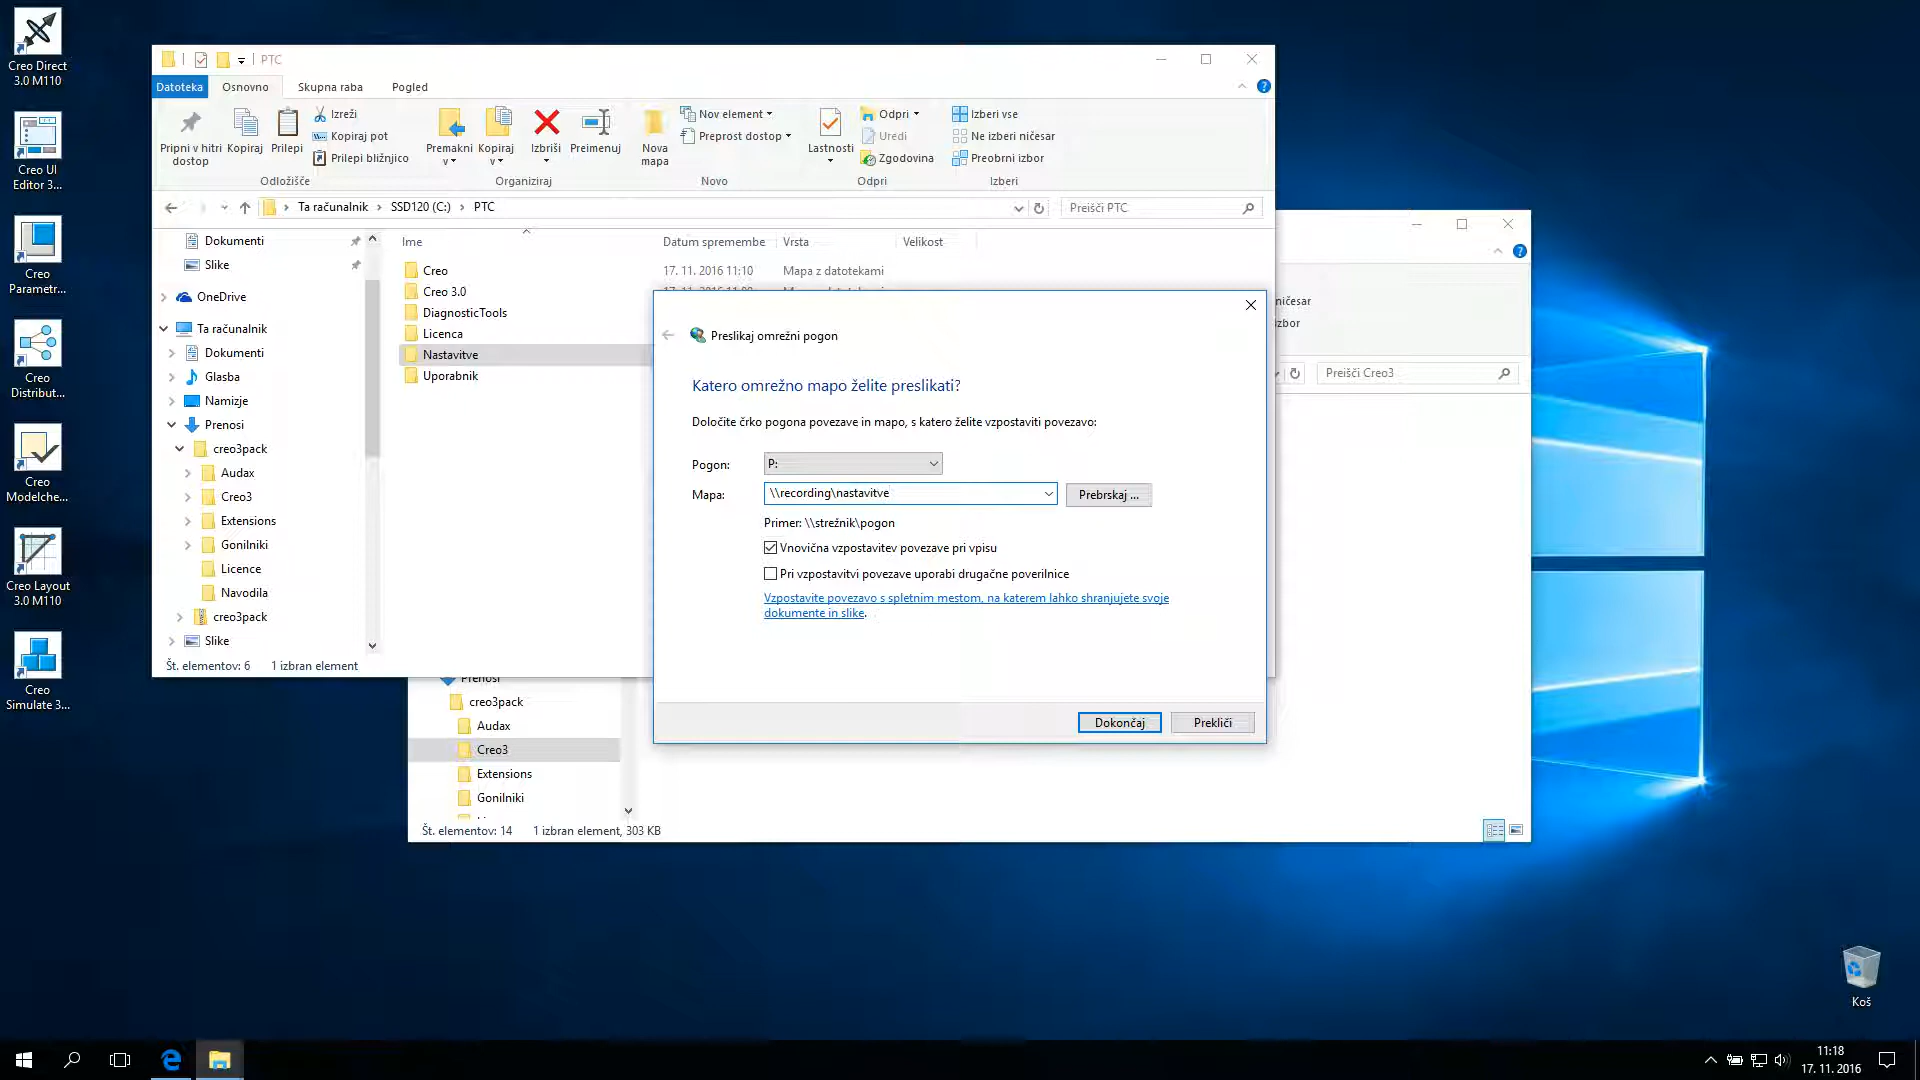 Creo Direct
3.0 M110
Creo UI
Editor 3...
Creo
Parametr...
Creo
Distribut...
Creo
Modelche...
Creo Layout
3.0 M110
Creo
Simulate 3...
PTC
Datoteka
Osnovno
Skupna raba
Pogled
Pripni v hitri
dostop
Kopiraj
Prilepi
Izreži
Kopiraj pot
Prilepi bližnjico
Odložišče
Premakni
v
Kopiraj
v
Izbriši
Preimenuj
Organiziraj
Nova
mapa
Nov element
Preprost dostop
Novo
Lastnosti
Odpri
Uredi
Zgodovina
Odpri
Izberi vse
Ne izberi ničesar
Preobrni izbor
Izberi
Ta računalnik
SSD120 (C:)
PTC
Preišči PTC
Dokumenti
Slike
OneDrive
Ta računalnik
Dokumenti
Glasba
Namizje
Prenosi
creo3pack
Audax
Creo3
Extensions
Gonilniki
Licence
Navodila
creo3pack
Slike
Ime
Datum spremembe
Vrsta
Velikost
Creo
17. 11. 2016 11:10
Mapa z datotekami
Creo 3.0
DiagnosticTools
Licenca
Nastavitve
Uporabnik
Št. elementov: 6
1 izbran element
Preslikaj omrežni pogon
Katero omrežno mapo želite preslikati?
Določite črko pogona povezave in mapo, s katero želite vzpostaviti povezavo:
Pogon:
P:
Mapa:
\\recording\nastavitve
Prebrskaj ...
Primer: \\strežnik\pogon
Vnovična vzpostavitev povezave pri vpisu
Pri vzpostavitvi povezave uporabi drugačne poverilnice
Vzpostavite povezavo s spletnim mestom, na katerem lahko shranjujete svoje
dokumente in slike.
Dokončaj
Prekliči
ničesar
izbor
Preišči Creo3
Prenosi
creo3pack
Audax
Creo3
Extensions
Gonilniki
Št. elementov: 14
1 izbran element, 303 KB
Koš
11:18
17. 11. 2016